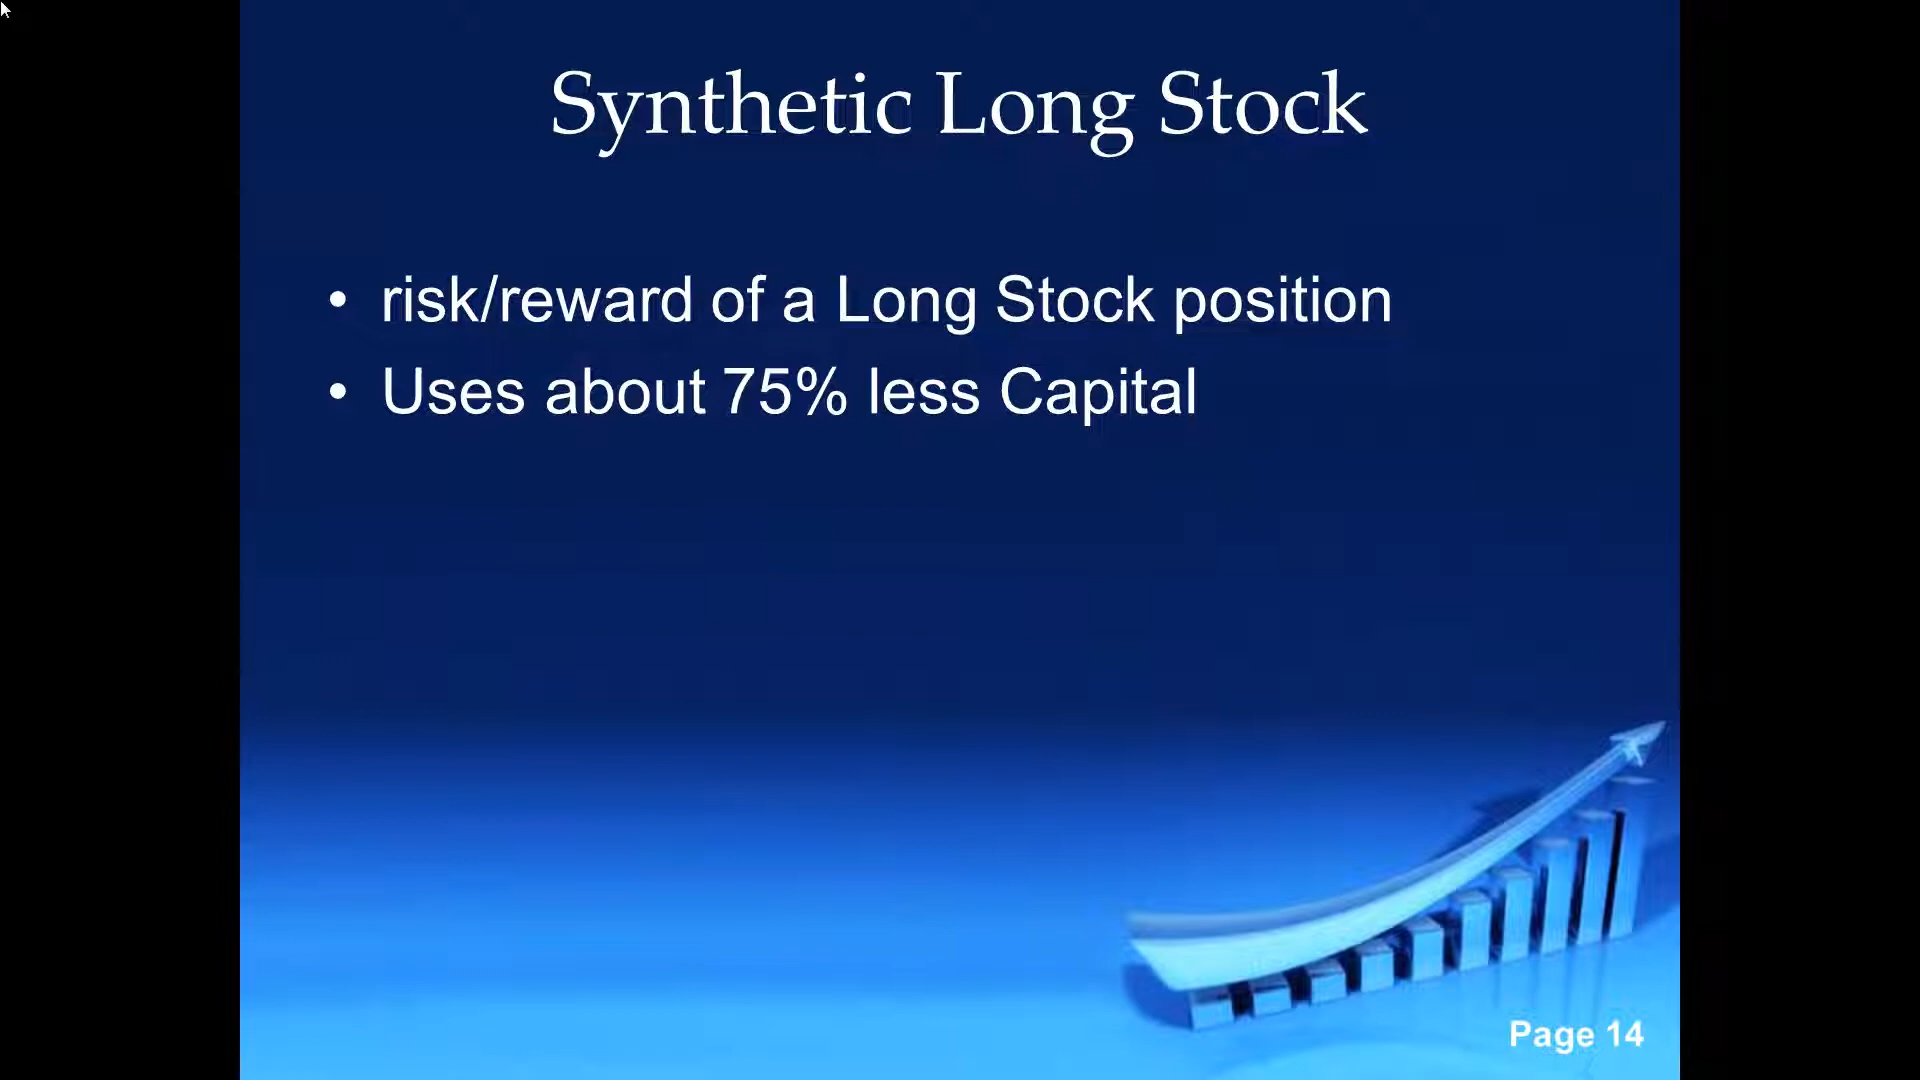 Synthetic Long Stock
• risk/reward of a Long Stock position
• Uses about 75% less Capital
Page 14